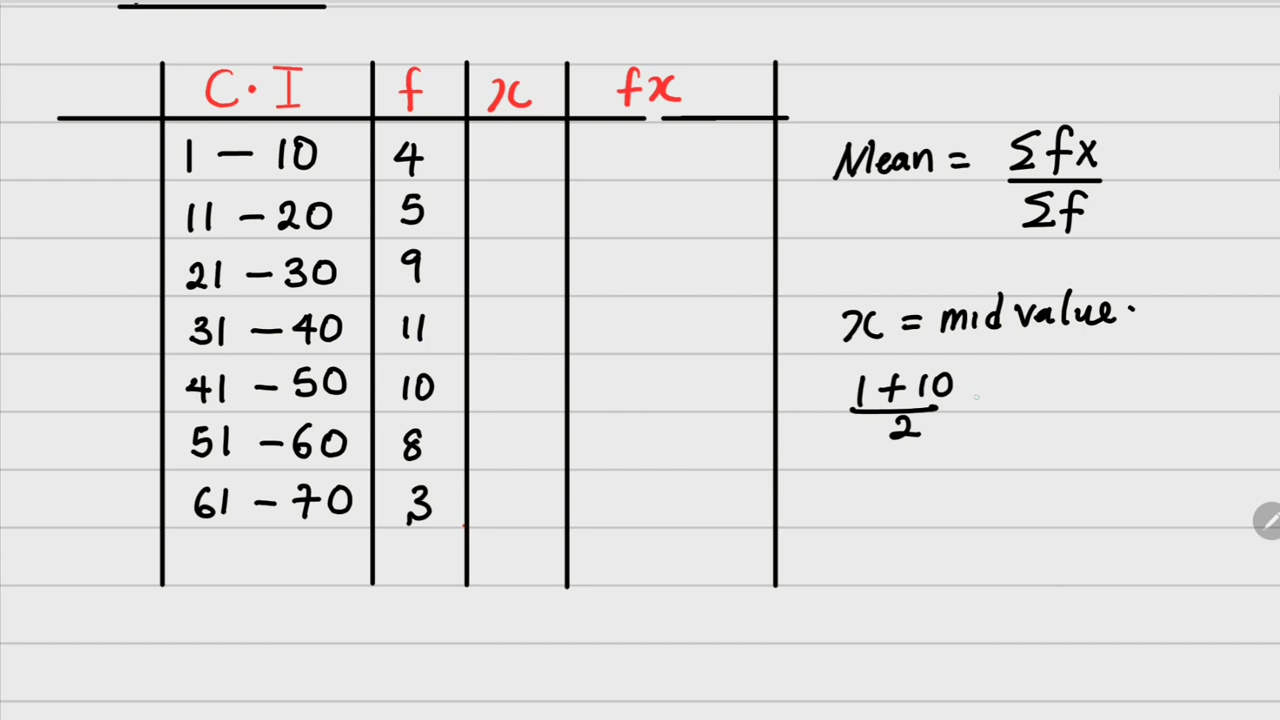 C.I f x fx
1 – 10 4
11 – 20 5
21 – 30 9
31 – 40 11
41 – 50 10
51 – 60 8
61 – 70 3
Mean = Σfx
Σf
x = mid value.
1 + 10
2